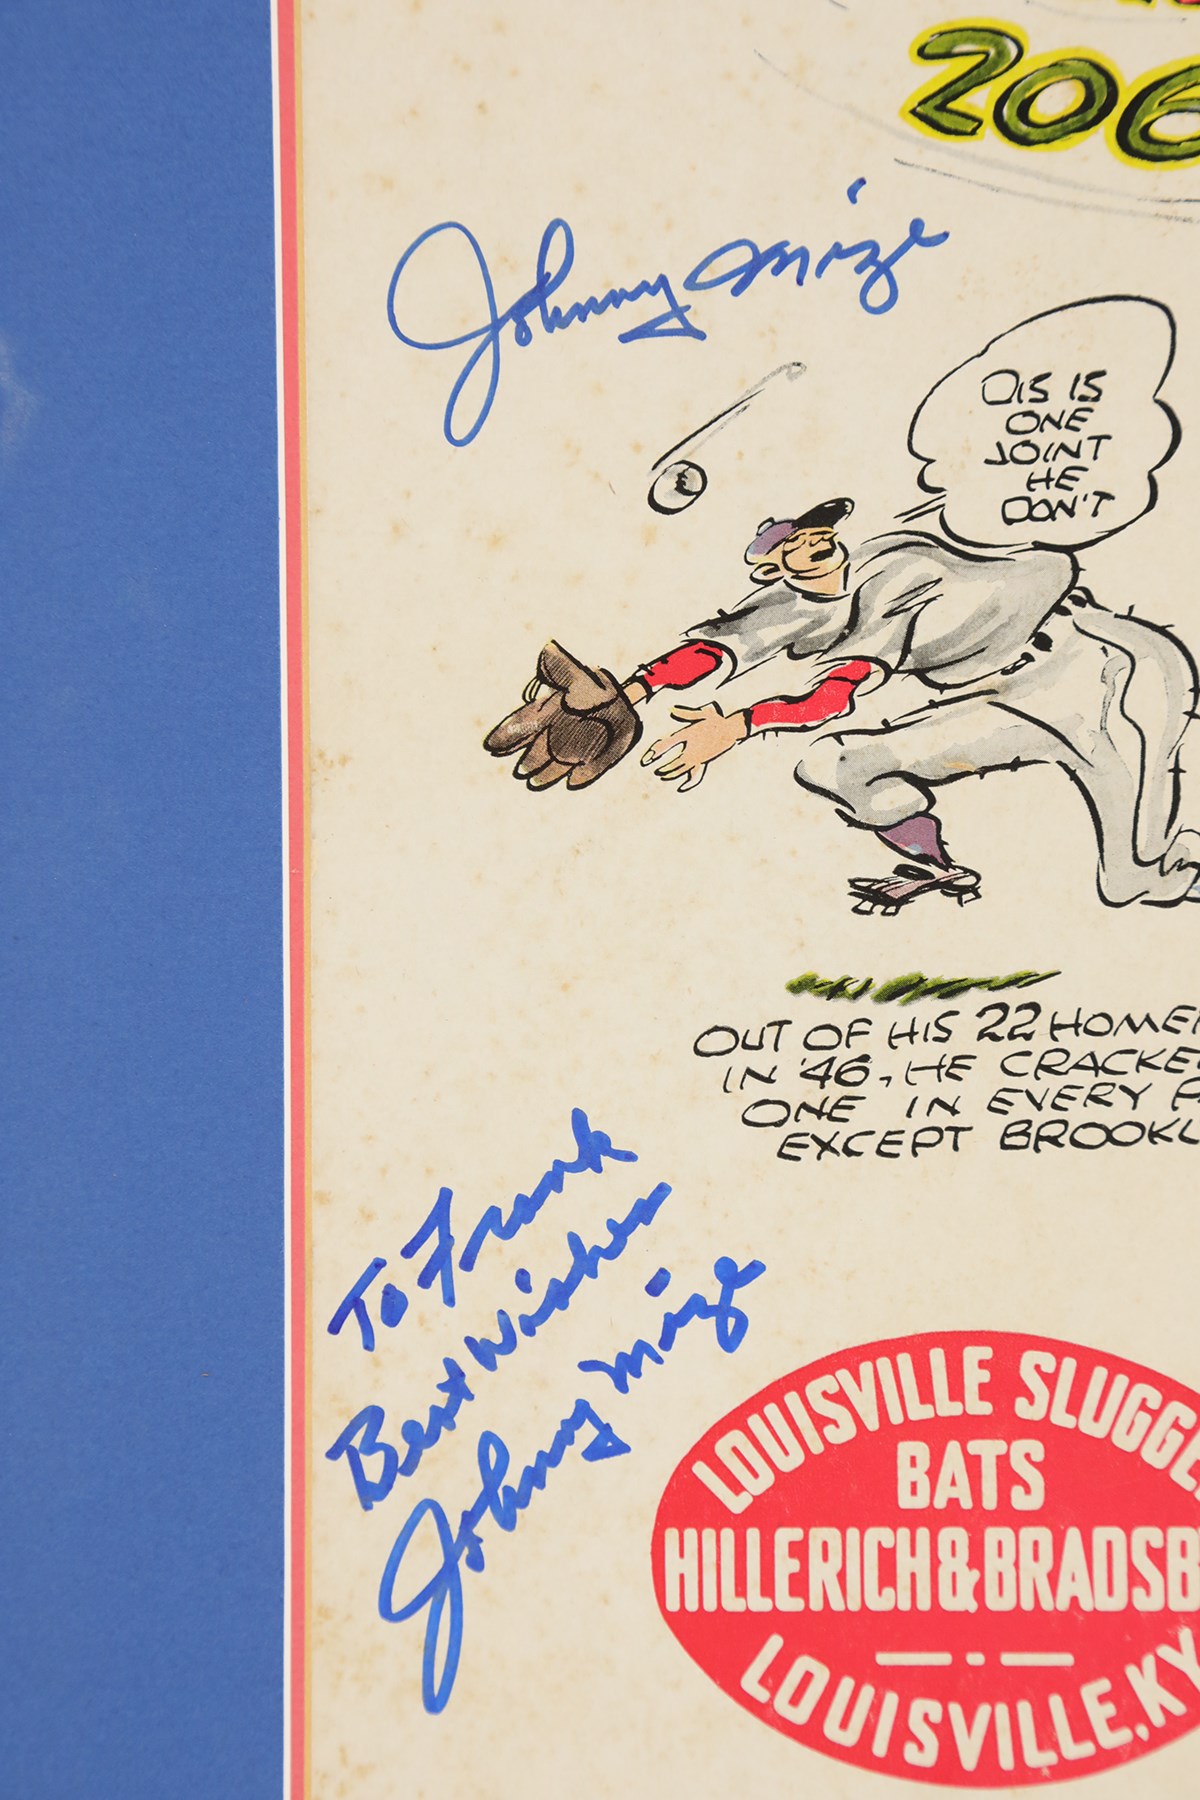 206
Johnny Mize
DIS IS
ONE
JOINT
HE
DON'T
OUT OF HIS 22 HOME
IN '46, HE CRACKE
ONE IN EVERY
EXCEPT BROOKL
To Frank
Best Wishes
Johnny Mize
LOUISVILLE SLUGGE
BATS
HILLERICH & BRADSB
LOUISVILLE, KY